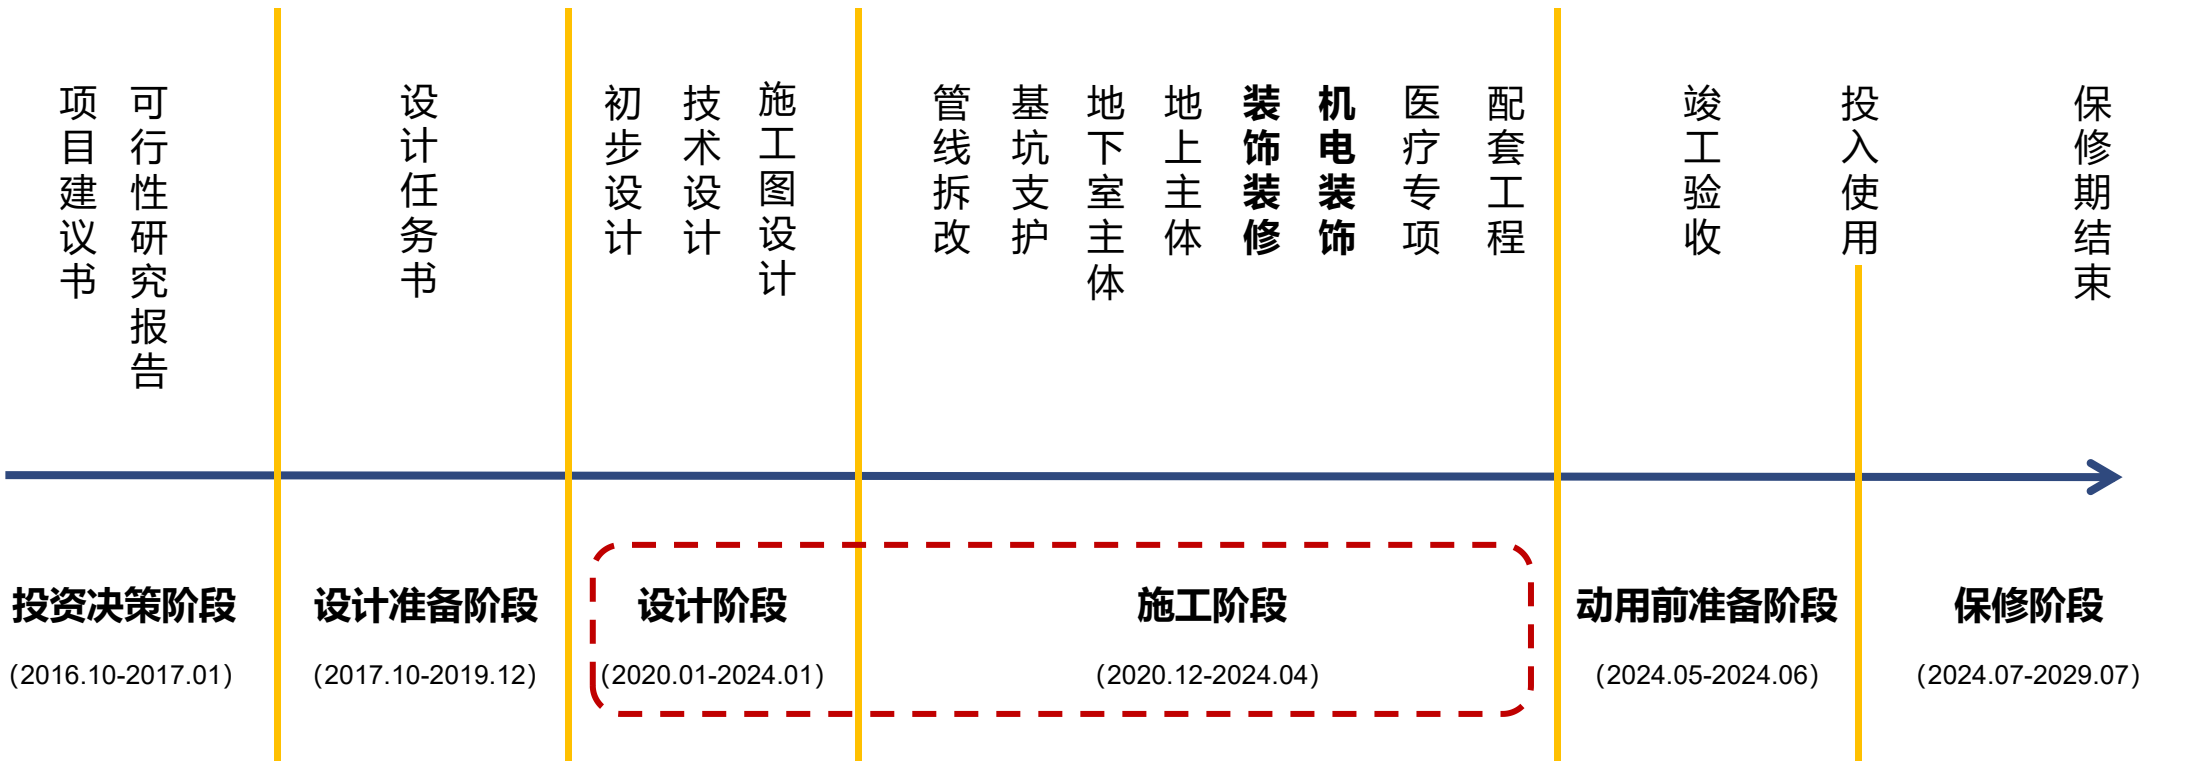 项目建议书
可行性研究报告
设计任务书
初步设计
技术设计
施工图设计
管线拆改
基坑支护
地下室主体
地上主体
装饰装修
机电装饰
医疗专项
配套工程
竣工验收
投入使用
保修期结束
投资决策阶段
(2016.10-2017.01)
设计准备阶段
(2017.10-2019.12)
设计阶段
(2020.01-2024.01)
施工阶段
(2020.12-2024.04)
动用前准备阶段
(2024.05-2024.06)
保修阶段
(2024.07-2029.07)